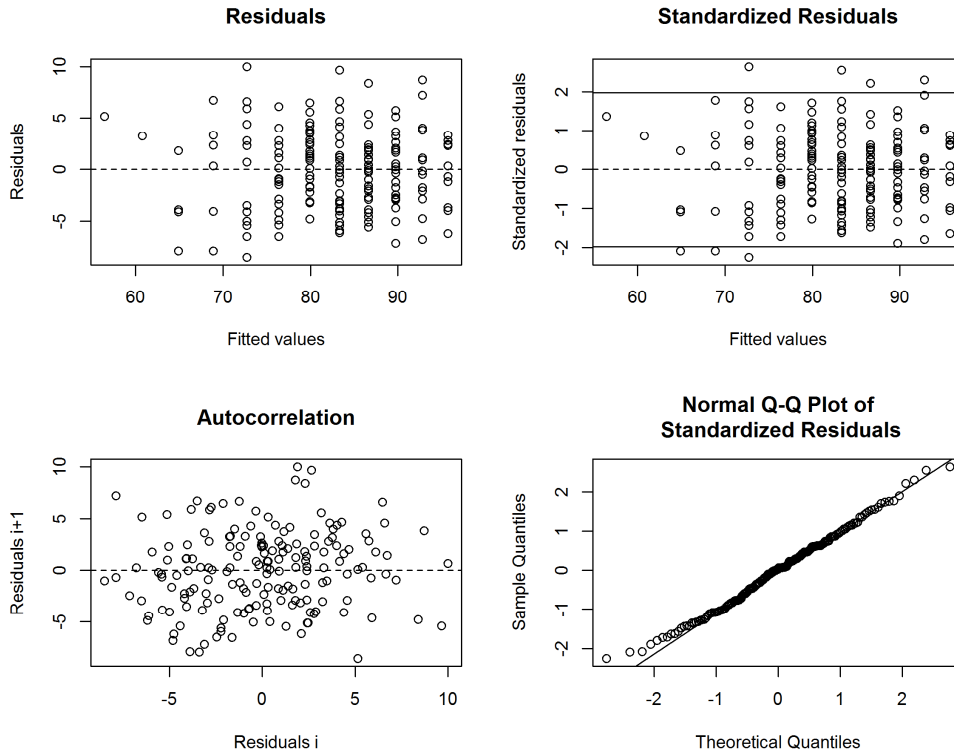 Residuals
Residuals
10
5
0
-5
60 70 80 90
Fitted values
Standardized Residuals
Standardized residuals
2
1
0
-1
-2
60 70 80 90
Fitted values
Autocorrelation
Residuals i+1
10
5
0
-5
-5 0 5 10
Residuals i
Normal Q-Q Plot of
Standardized Residuals
Sample Quantiles
2
1
0
-1
-2
-2 -1 0 1 2
Theoretical Quantiles